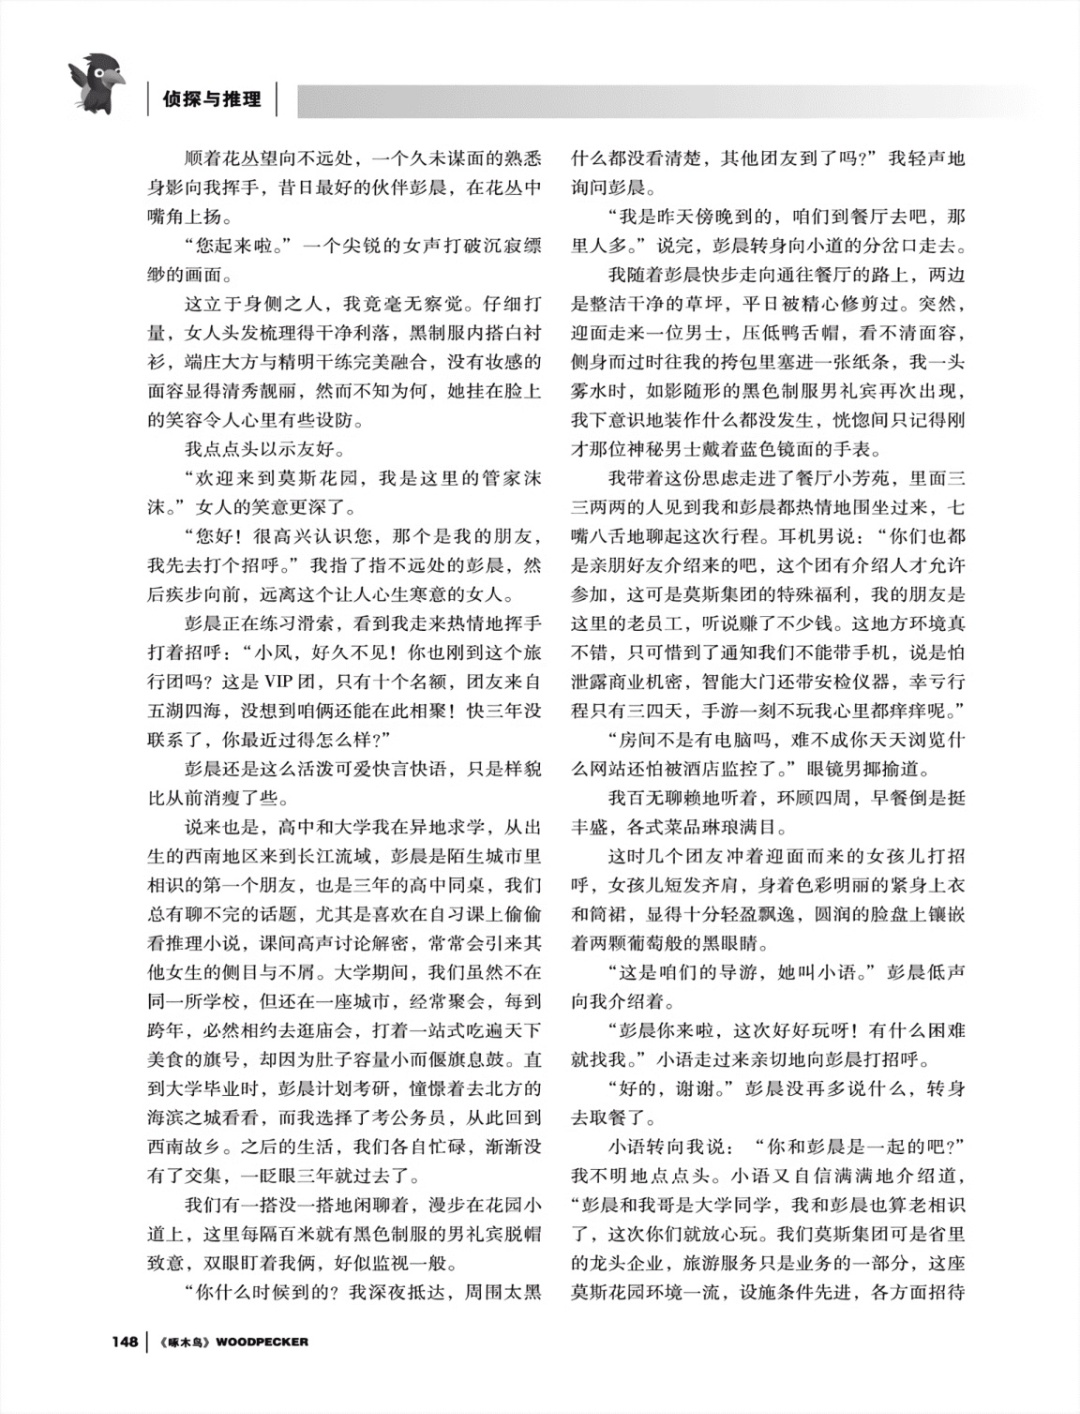 侦探与推理
顺着花丛望向不远处，一个久未谋面的熟悉
身影向我挥手，昔日最好的伙伴彭晨，在花丛中
嘴角上扬。
“您起来啦。”一个尖锐的女声打破沉寂缥
缈的画面。
这立于身侧之人，我竟毫无察觉。仔细打
量，女人头发梳理得干净利落，黑制服内搭白衬
衫，端庄大方与精明干练完美融合，没有妆感的
面容显得清秀靓丽，然而不知为何，她挂在脸上
的笑容令人心里有些设防。
我点点头以示友好。
“欢迎来到莫斯花园，我是这里的管家沫
沫。”女人的笑意更深了。
“您好！很高兴认识您，那个是我的朋友，
我先去打个招呼。”我指了指不远处的彭晨，然
后疾步向前，远离这个让人心生寒意的女人。
彭晨正在练习滑索，看到我走来热情地挥手
打着招呼：“小凤，好久不见！你也刚到这个旅
行团吗？这是 VIP 团，只有十个名额，团友来自
五湖四海，没想到咱俩还能在此相聚！快三年没
联系了，你最近过得怎么样？”
彭晨还是这么活泼可爱快言快语，只是样貌
比从前消瘦了些。
说来也是，高中和大学我在异地求学，从出
生的西南地区来到长江流域，彭晨是陌生城市里
相识的第一个朋友，也是三年的高中同桌，我们
总有聊不完的话题，尤其是喜欢在自习课上偷偷
看推理小说，课间高声讨论解密，常常会引来其
他女生的侧目与不屑。大学期间，我们虽然不在
同一所学校，但还在一座城市，经常聚会，每到
跨年，必然相约去逛庙会，打着一站式吃遍天下
美食的旗号，却因为肚子容量小而偃旗息鼓。直
到大学毕业时，彭晨计划考研，憧憬着去北方的
海滨之城看看，而我选择了考公务员，从此回到
西南故乡。之后的生活，我们各自忙碌，渐渐没
有了交集，一眨眼三年就过去了。
我们有一搭没一搭地闲聊着，漫步在花园小
道上，这里每隔百米就有黑色制服的男礼宾脱帽
致意，双眼盯着我俩，好似监视一般。
“你什么时候到的？我深夜抵达，周围太黑
什么都没看清楚，其他团友到了吗？”我轻声地
询问彭晨。
“我是昨天傍晚到的，咱们到餐厅去吧，那
里人多。”说完，彭晨转身向小道的分岔口走去。
我随着彭晨快步走向通往餐厅的路上，两边
是整洁干净的草坪，平日被精心修剪过。突然，
迎面走来一位男士，压低鸭舌帽，看不清面容，
侧身而过时往我的挎包里塞进一张纸条，我一头
雾水时，如影随形的黑色制服男礼宾再次出现，
我下意识地装作什么都没发生，恍惚间只记得刚
才那位神秘男士戴着蓝色镜面的手表。
我带着这份思虑走进了餐厅小芳苑，里面三
三两两的人见到我和彭晨都热情地围坐过来，七
嘴八舌地聊起这次行程。耳机男说：“你们也都
是亲朋好友介绍来的吧，这个团有介绍人才允许
参加，这可是莫斯集团的特殊福利，我的朋友是
这里的老员工，听说赚了不少钱。这地方环境真
不错，只可惜到了通知我们不能带手机，说是怕
泄露商业机密，智能大门还带安检仪器，幸亏行
程只有三四天，手游一刻不玩我心里都痒痒呢。”
“房间不是有电脑吗，难不成你天天浏览什
么网站还怕被酒店监控了。”眼镜男揶揄道。
我百无聊赖地听着，环顾四周，早餐倒是挺
丰盛，各式菜品琳琅满目。
这时几个团友冲着迎面而来的女孩儿打招
呼，女孩儿短发齐肩，身着色彩明丽的紧身上衣
和筒裙，显得十分轻盈飘逸，圆润的脸盘上镶嵌
着两颗葡萄般的黑眼睛。
“这是咱们的导游，她叫小语。”彭晨低声
向我介绍着。
“彭晨你来啦，这次好好玩呀！有什么困难
就找我。”小语走过来亲切地向彭晨打招呼。
“好的，谢谢。”彭晨没再多说什么，转身
去取餐了。
小语转向我说：“你和彭晨是一起的吧？”
我不明地点点头。小语又自信满满地介绍道，
“彭晨和我哥是大学同学，我和彭晨也算老相识
了，这次你们就放心玩。我们莫斯集团可是省里
的龙头企业，旅游服务只是业务的一部分，这座
莫斯花园环境一流，设施条件先进，各方面招待
148 《啄木鸟》WOODPECKER